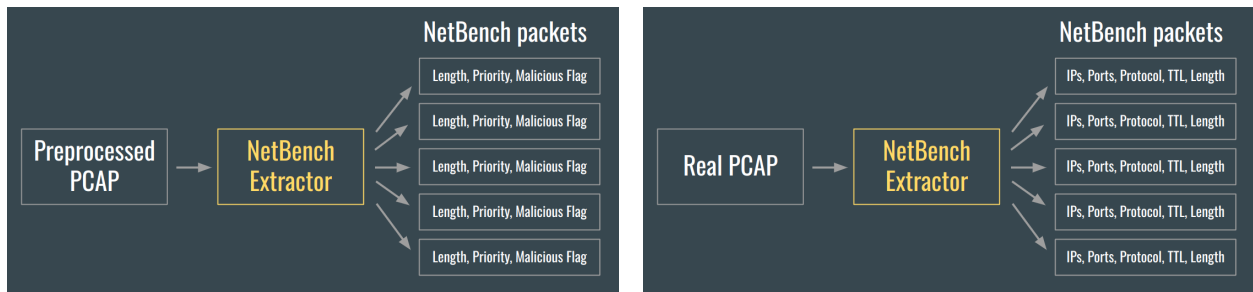 NetBench packets
Length, Priority, Malicious Flag
Length, Priority, Malicious Flag
Preprocessed
PCAP
NetBench
Extractor
Length, Priority, Malicious Flag
Length, Priority, Malicious Flag
Length, Priority, Malicious Flag
NetBench packets
IPs, Ports, Protocol, TTL, Length
IPs, Ports, Protocol, TTL, Length
Real PCAP
NetBench
Extractor
IPs, Ports, Protocol, TTL, Length
IPs, Ports, Protocol, TTL, Length
IPs, Ports, Protocol, TTL, Length